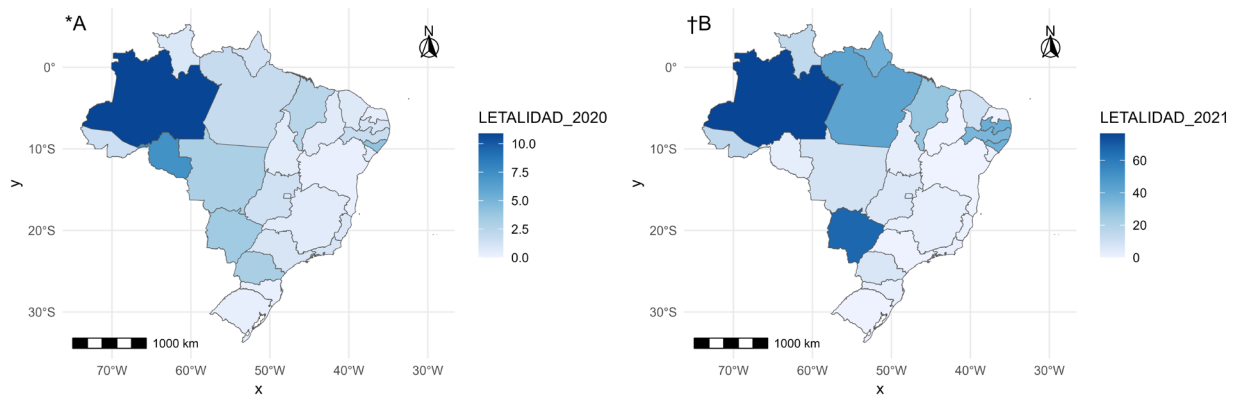 *A
N
0°
10°S
20°S
30°S
y
1000 km
70°W 60°W 50°W 40°W 30°W
x
LETALIDAD_2020
10.0
7.5
5.0
2.5
0.0
†B
N
0°
10°S
20°S
30°S
y
1000 km
70°W 60°W 50°W 40°W 30°W
x
LETALIDAD_2021
60
40
20
0